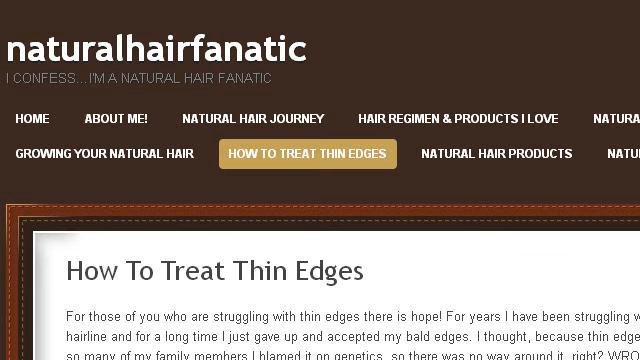 naturalhairfanatic
I CONFESS...I'M A NATURAL HAIR FANATIC
HOME ABOUT ME! NATURAL HAIR JOURNEY HAIR REGIMEN & PRODUCTS I LOVE NATURA
GROWING YOUR NATURAL HAIR HOW TO TREAT THIN EDGES NATURAL HAIR PRODUCTS NATU
How To Treat Thin Edges
For those of you who are struggling with thin edges there is hope! For years I have been struggling w
hairline and for a long time I just gave up and accepted my bald edges. I thought, because thin edge
so many of my family members I blamed it on genetics, so there was no way around it, right? WRO